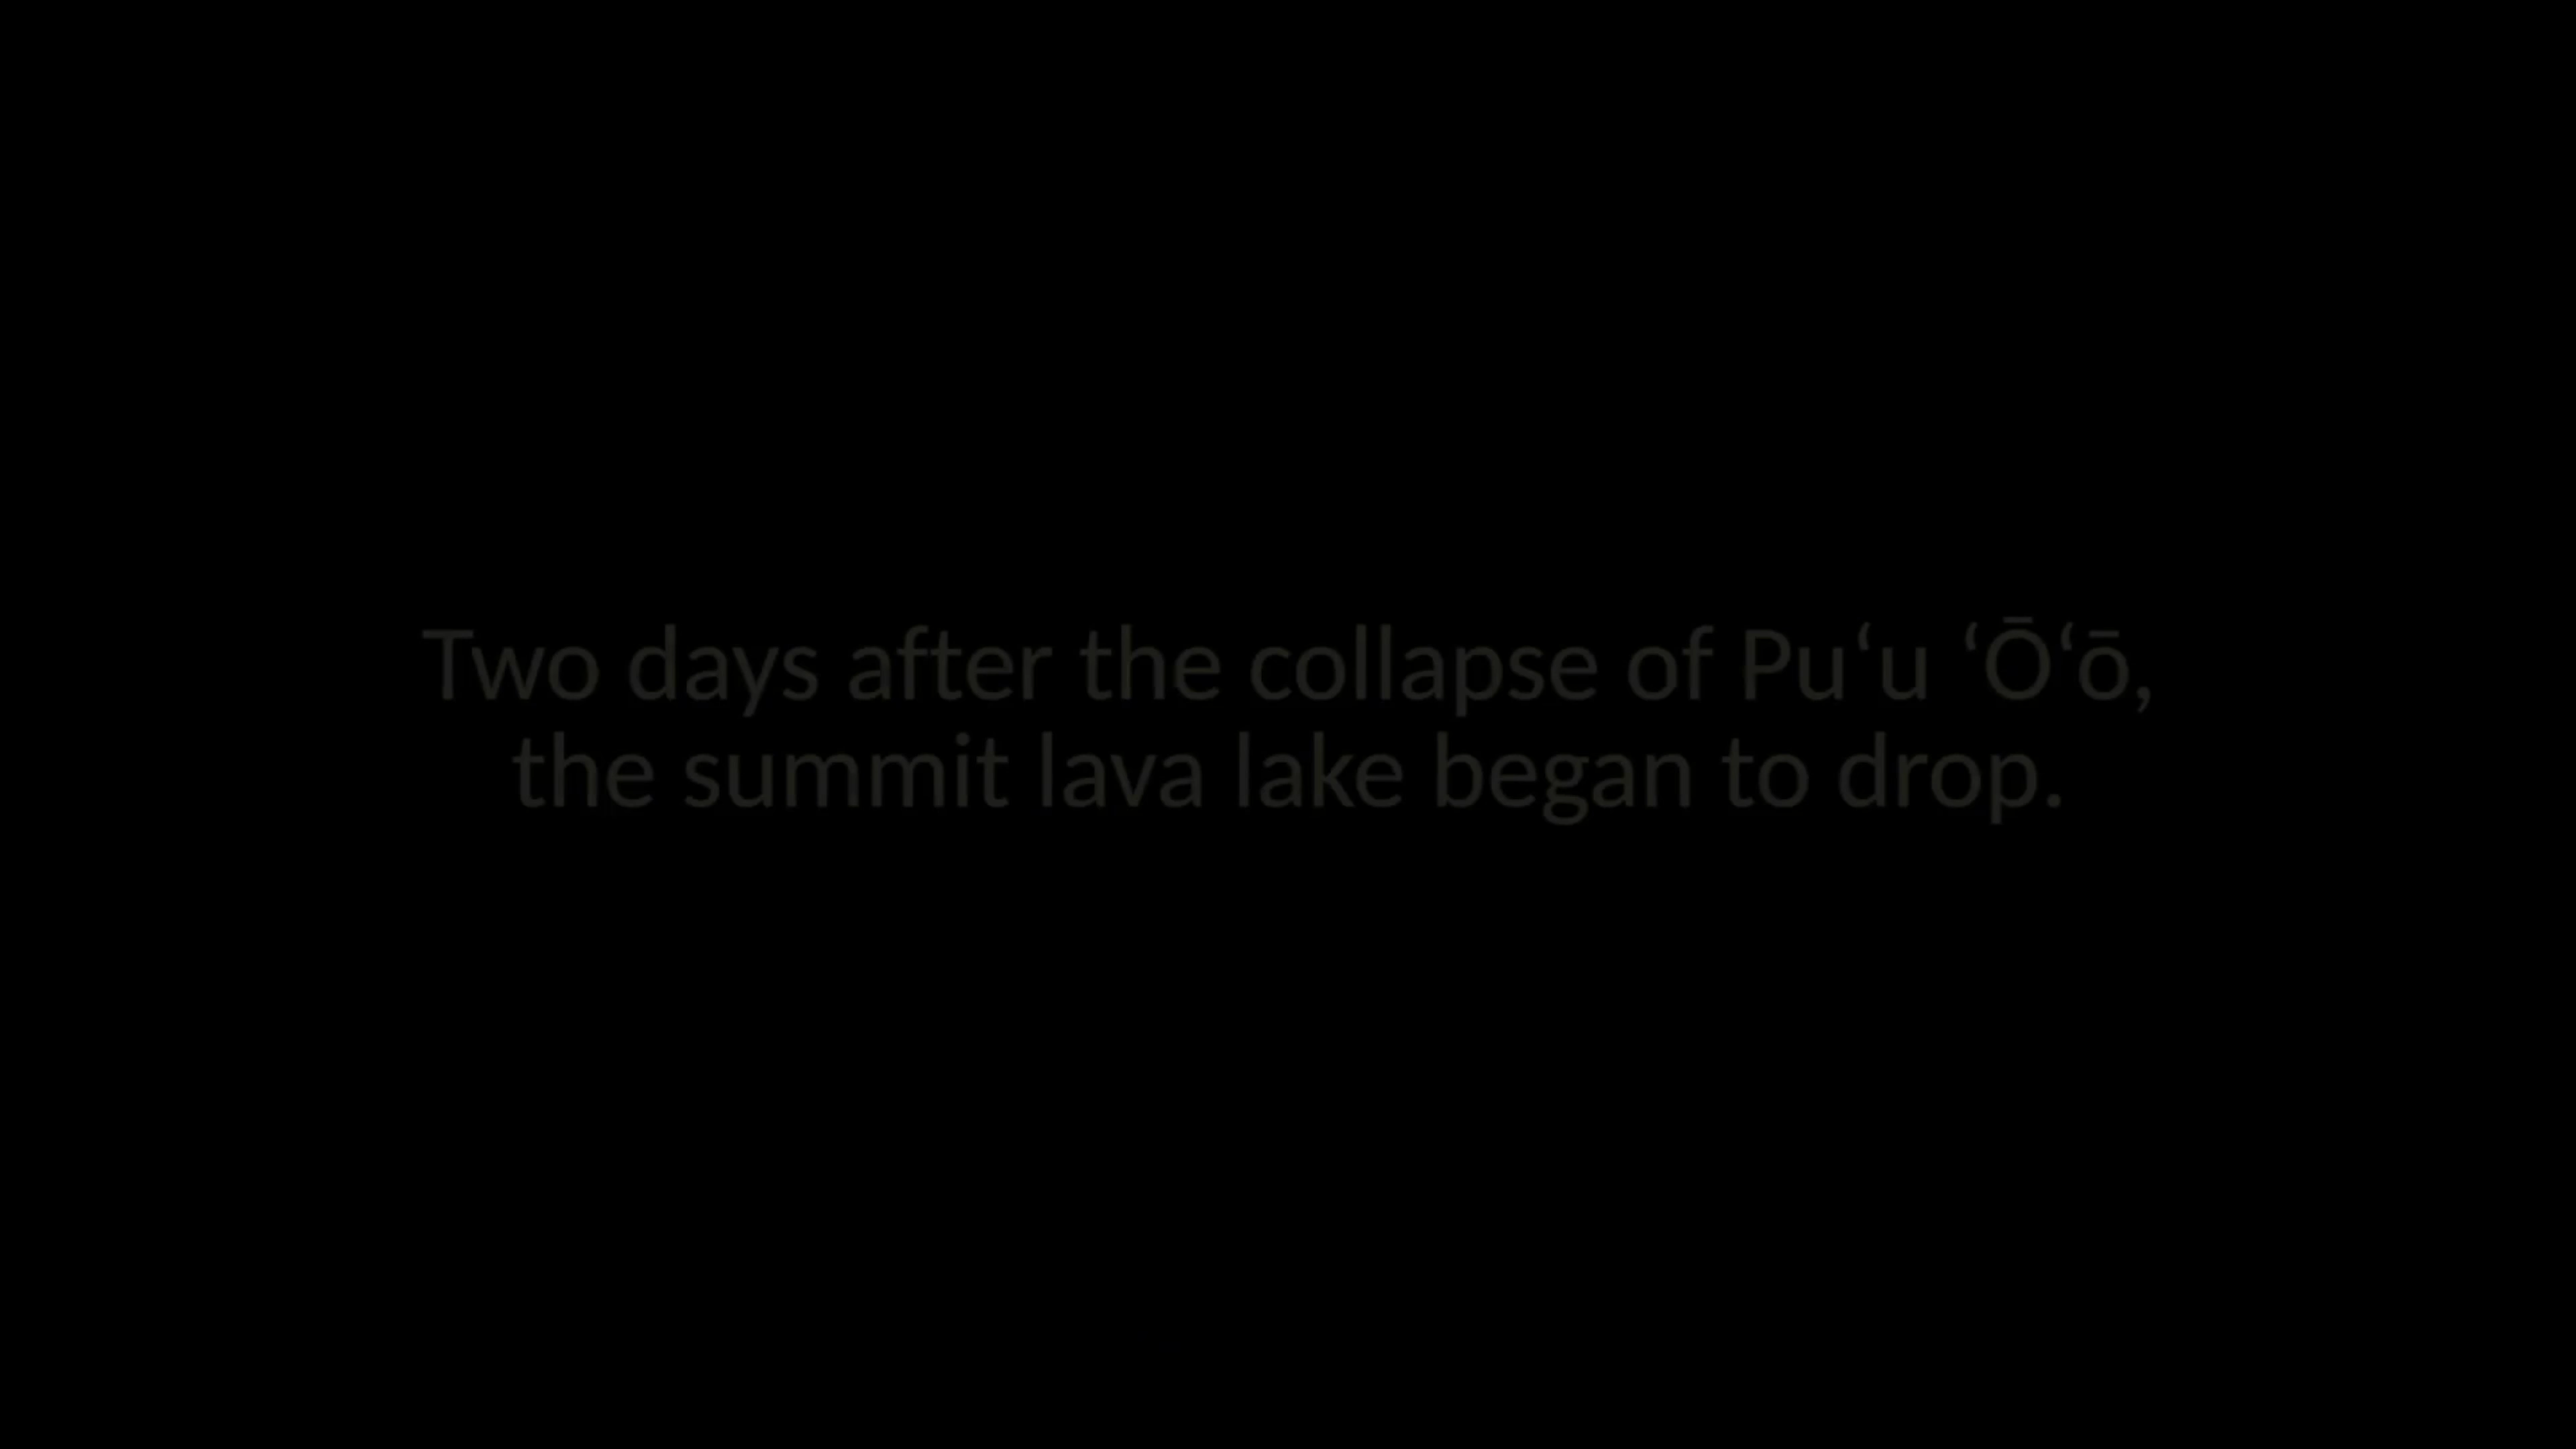 Two days after the collapse of Puʻu ʻŌʻō,
the summit lava lake began to drop.